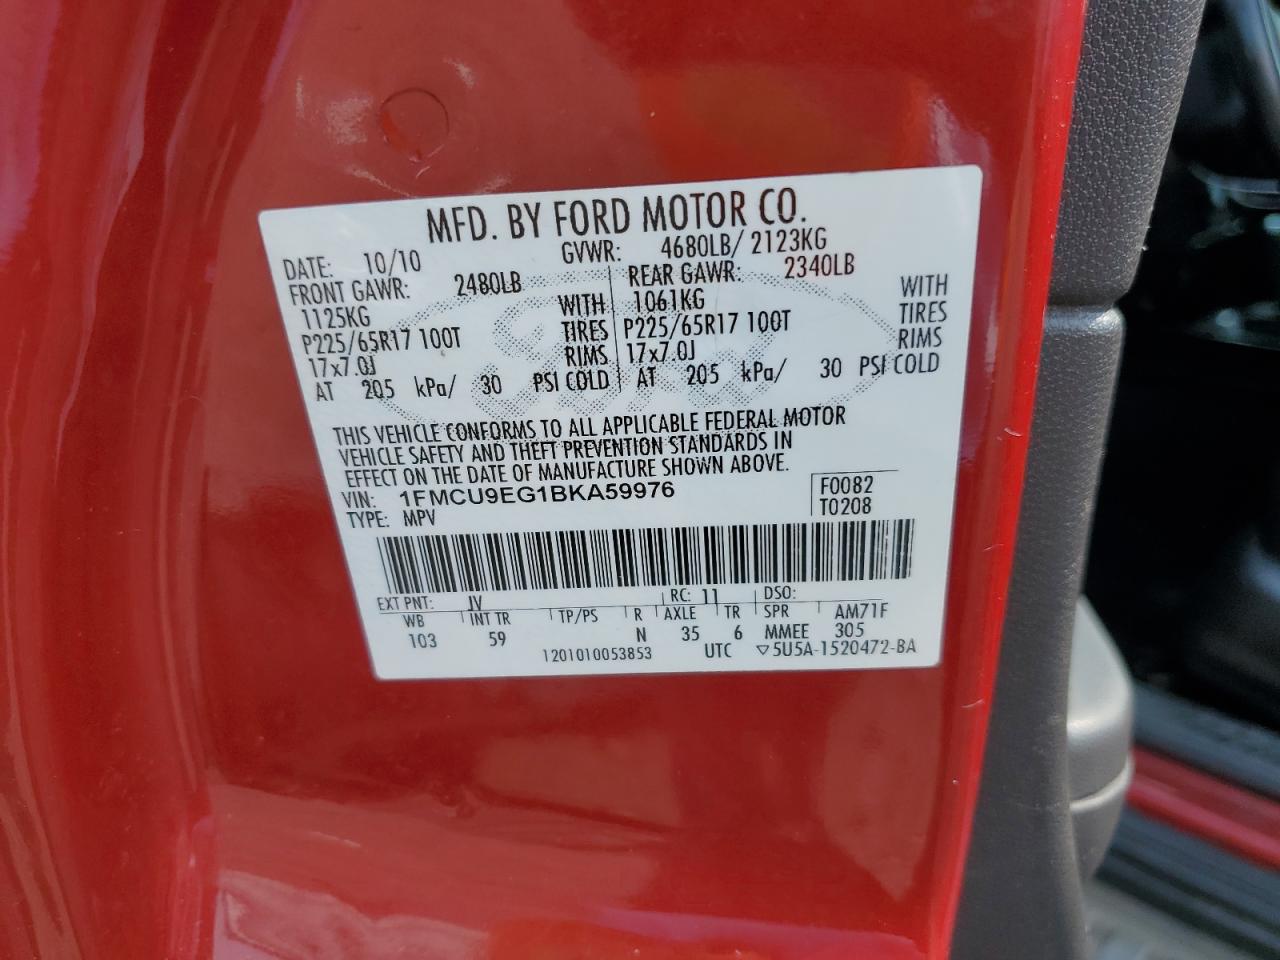 MFD. BY FORD MOTOR CO.
DATE: 10/10 GVWR: 4680LB/ 2123KG
FRONT GAWR: 2480LB REAR GAWR: 2340LB
1125KG WITH 1061KG WITH
P225/65R17 100T TIRES P225/65R17 100T TIRES
17x7.0J RIMS 17x7.0J RIMS
AT 205 kPa/ 30 PSI COLD AT 205 kPa/ 30 PSI COLD
THIS VEHICLE CONFORMS TO ALL APPLICABLE FEDERAL MOTOR
VEHICLE SAFETY AND THEFT PREVENTION STANDARDS IN
EFFECT ON THE DATE OF MANUFACTURE SHOWN ABOVE.
VIN: 1FMCU9EG1BKA59976 F0082
TYPE: MPV T0208
EXT PNT: JV RC: 11 DSO:
WB INT TR TP/PS R AXLE TR SPR AM71F
103 59 N 35 6 MMEE 305
1201010053853 UTC ▽5U5A-1520472-BA
Ford